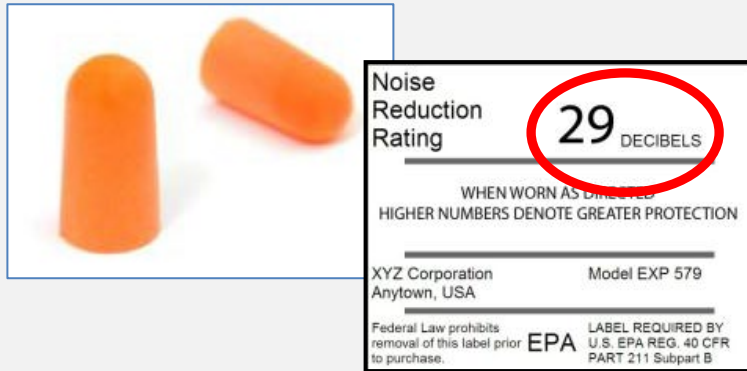 Noise
Reduction
Rating
29 DECIBELS
WHEN WORN AS DIRECTED
HIGHER NUMBERS DENOTE GREATER PROTECTION
XYZ Corporation
Anytown, USA
Model EXP 579
Federal Law prohibits
removal of this label prior
to purchase.
EPA
LABEL REQUIRED BY
U.S. EPA REG. 40 CFR
PART 211 Subpart B